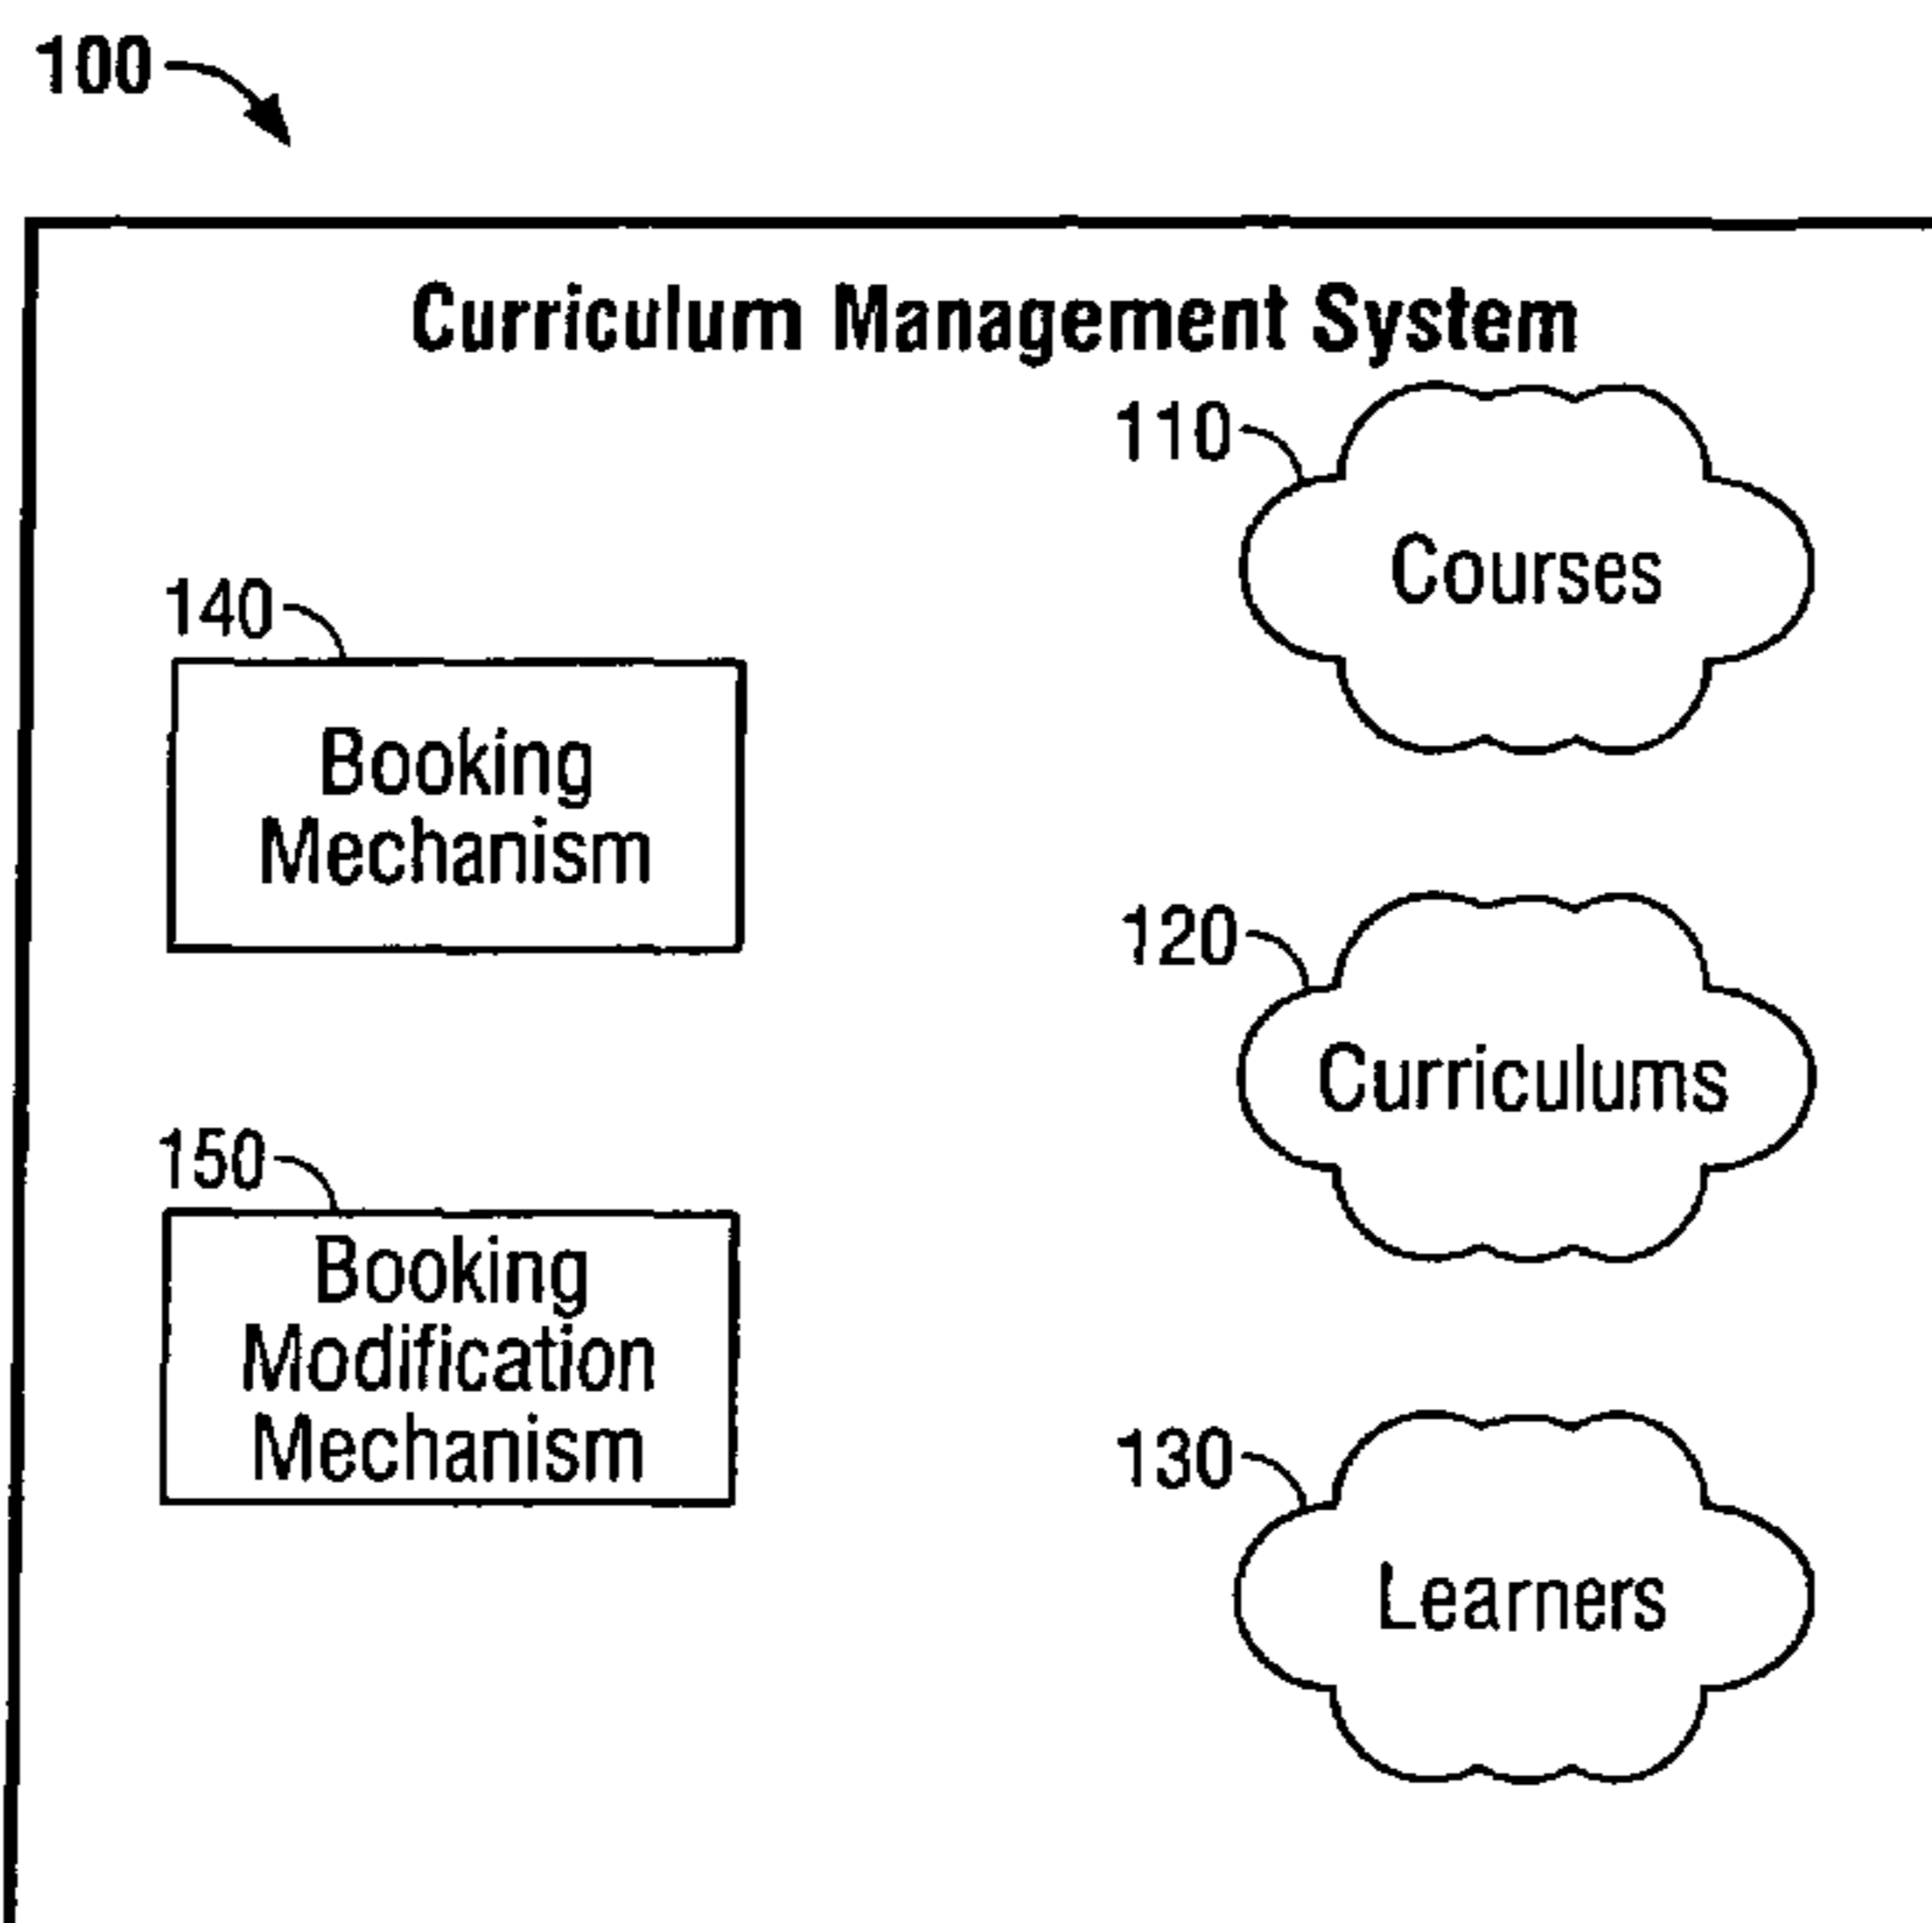 100
Curriculum Management System
110
Courses
140
Booking
Mechanism
120
Curriculums
150
Booking
Modification
Mechanism
130
Learners